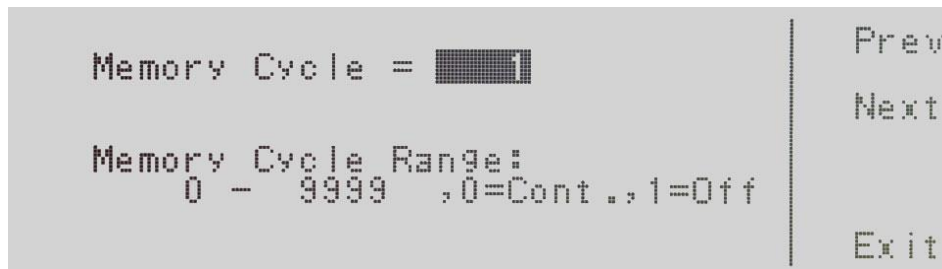 Memory Cycle = 1
Memory Cycle Range:
0 - 9999 ,0=Cont.,1=Off
Prev
Next
Exit